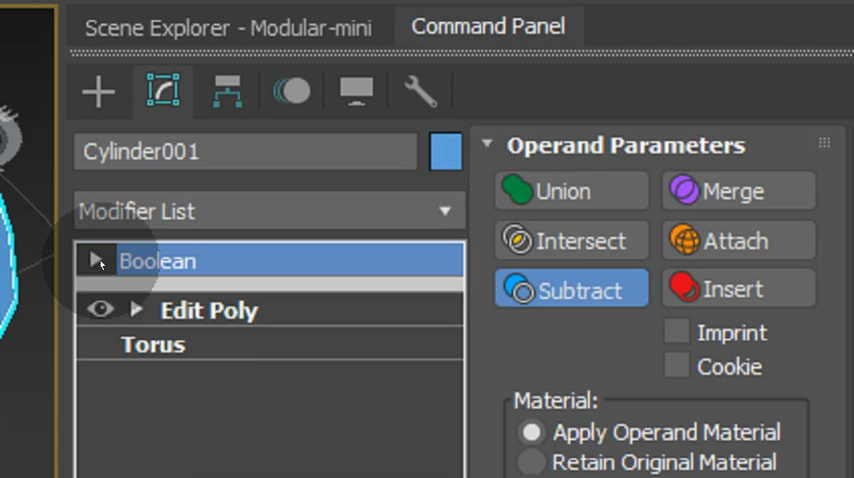 Scene Explorer - Modular-mini
Command Panel
Cylinder001
Modifier List
Boolean
Edit Poly
Torus
Operand Parameters
Union
Merge
Intersect
Attach
Subtract
Insert
Imprint
Cookie
Material:
Apply Operand Material
Retain Original Material